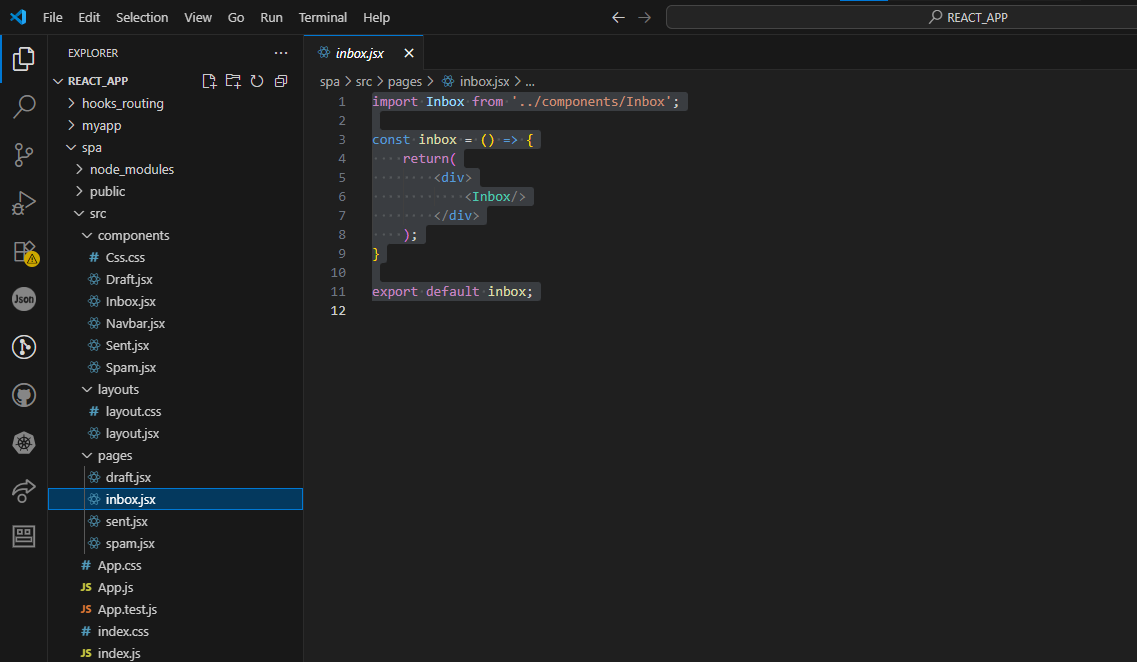 File Edit Selection View Go Run Terminal Help REACT_APP
EXPLORER
REACT_APP
hooks_routing
myapp
spa
node_modules
public
src
components
# Css.css
Draft.jsx
Inbox.jsx
Navbar.jsx
Sent.jsx
Spam.jsx
layouts
# layout.css
layout.jsx
pages
draft.jsx
inbox.jsx
sent.jsx
spam.jsx
# App.css
JS App.js
JS App.test.js
# index.css
JS index.js
Json
inbox.jsx
spa > src > pages > inbox.jsx > ...
1 import Inbox from '../components/Inbox';
2
3 const inbox = () => {
4     return(
5         <div>
6             <Inbox/>
7         </div>
8     );
9 }
10
11 export default inbox;
12